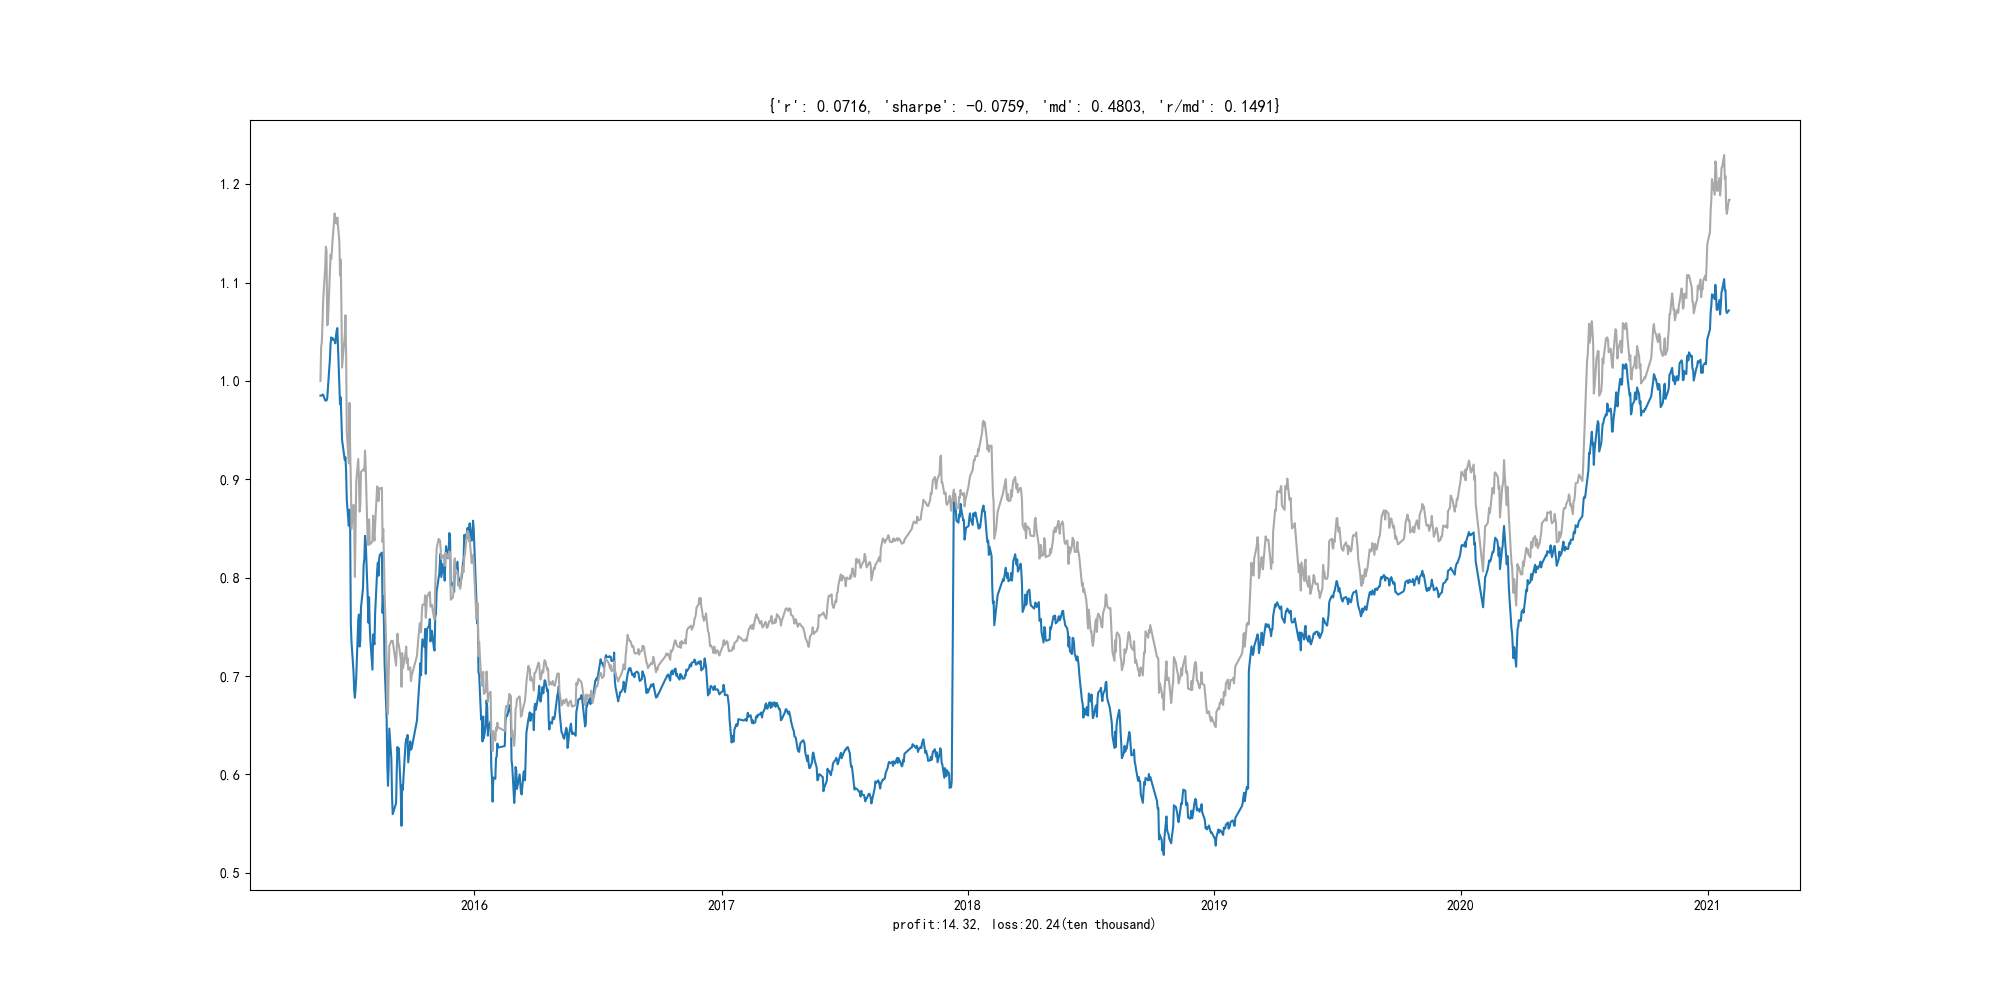 {'r': 0.0716, 'sharpe': -0.0759, 'md': 0.4803, 'r/md': 0.1491}
1.2
1.1
1.0
0.9
0.8
0.7
0.6
0.5
2016 2017 2018 2019 2020 2021
profit:14.32, loss:20.24(ten thousand)